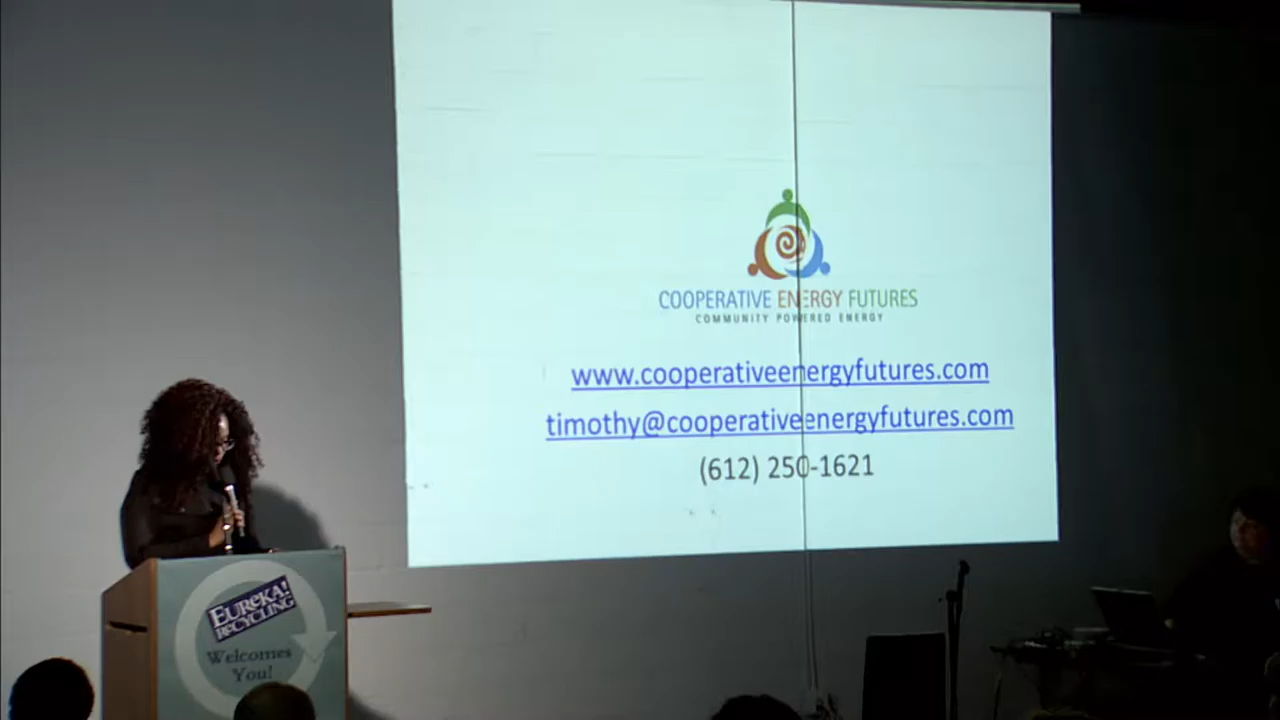 COOPERATIVE ENERGY FUTURES
COMMUNITY POWERED ENERGY
www.cooperativeenergyfutures.com
timothy@cooperativeenergyfutures.com
(612) 250-1621
EUREKA!
RECYCLING
Welcomes
You!